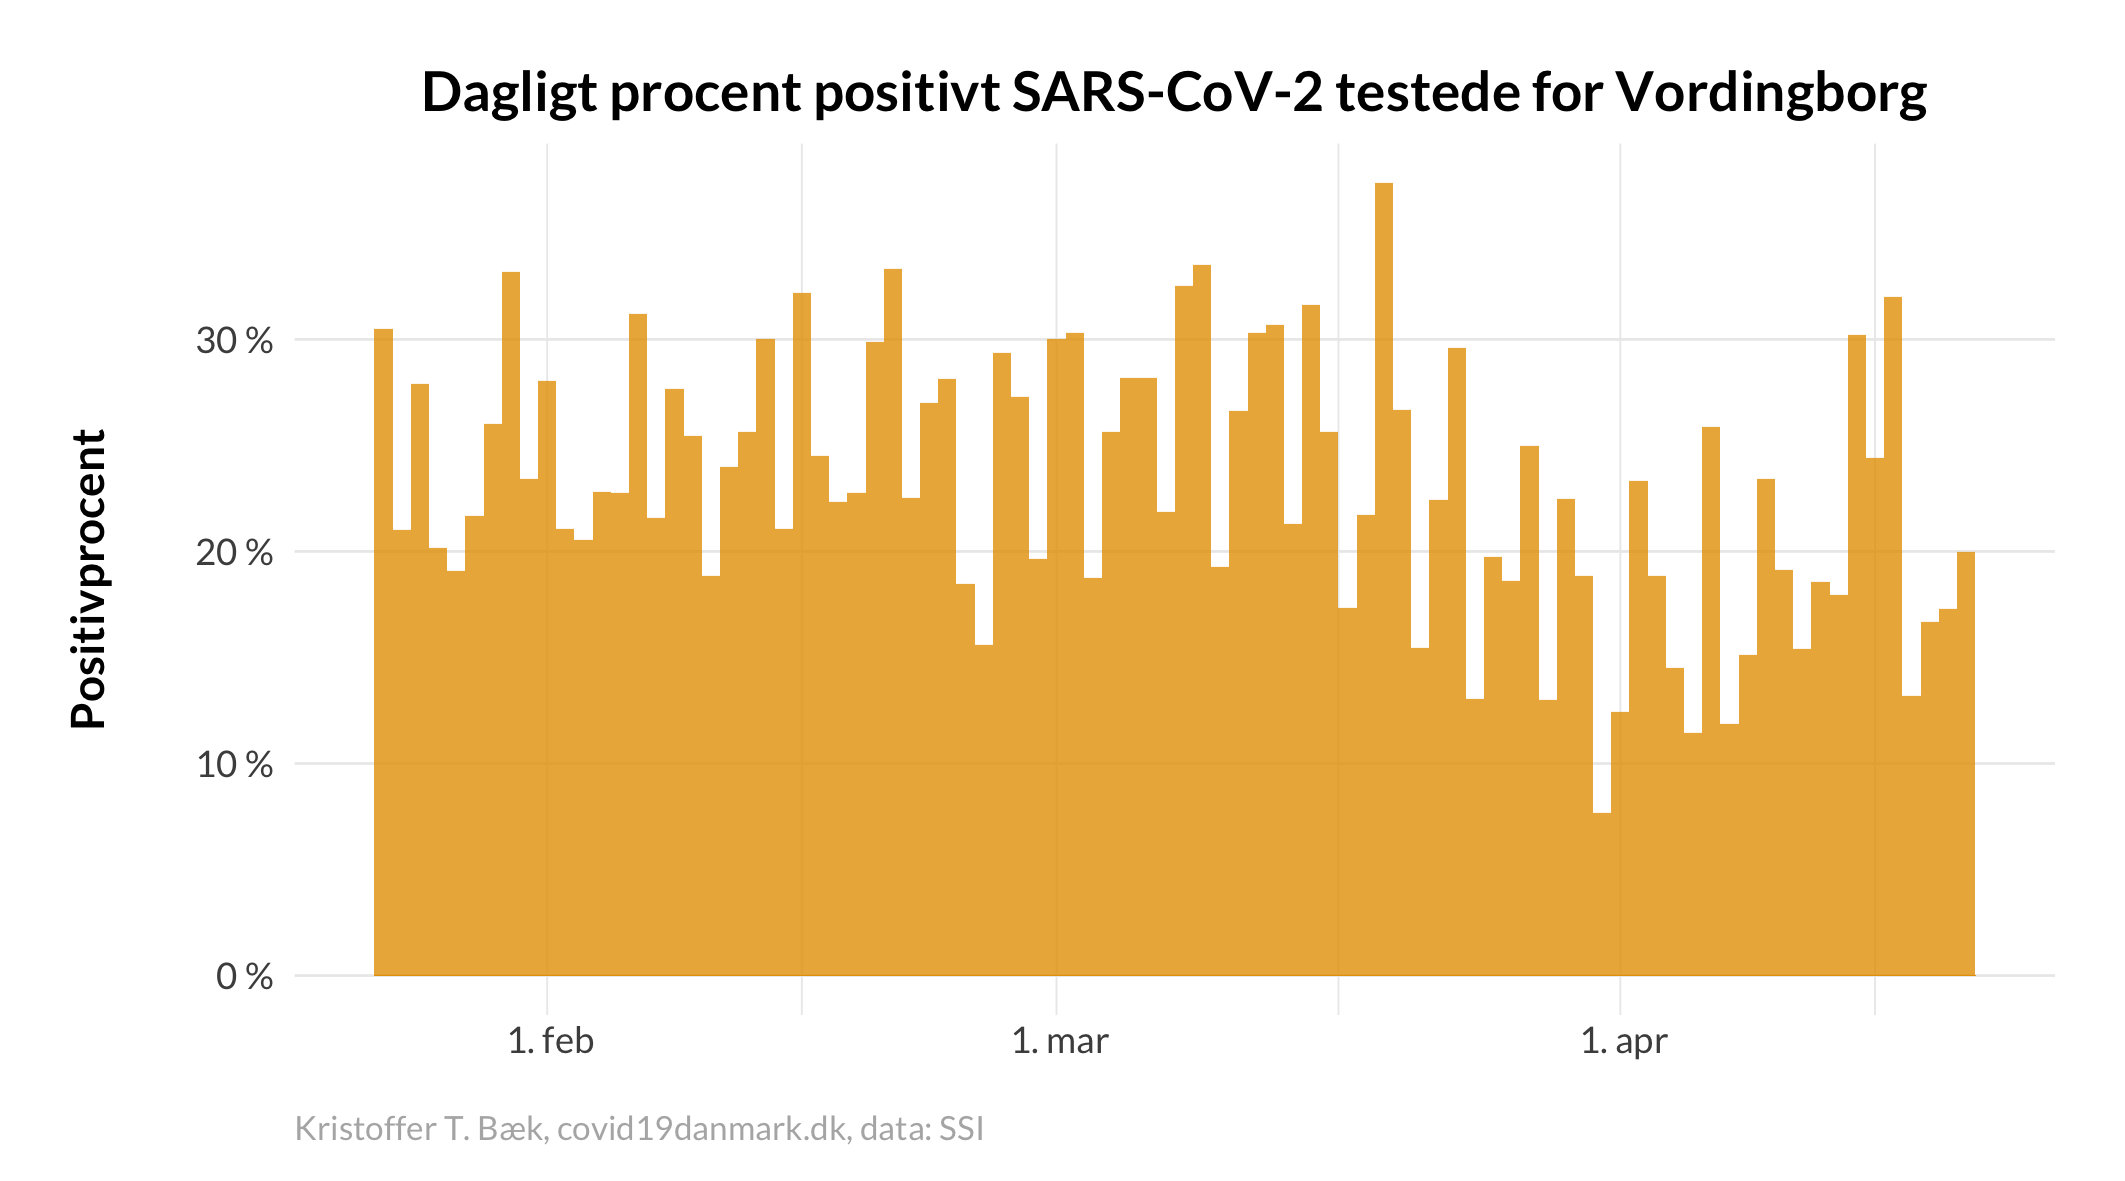 Dagligt procent positivt SARS-CoV-2 testede for Vordingborg
Positivprocent
30 %
20 %
10 %
0 %
1. feb
1. mar
1. apr
Kristoffer T. Bæk, covid19danmark.dk, data: SSI